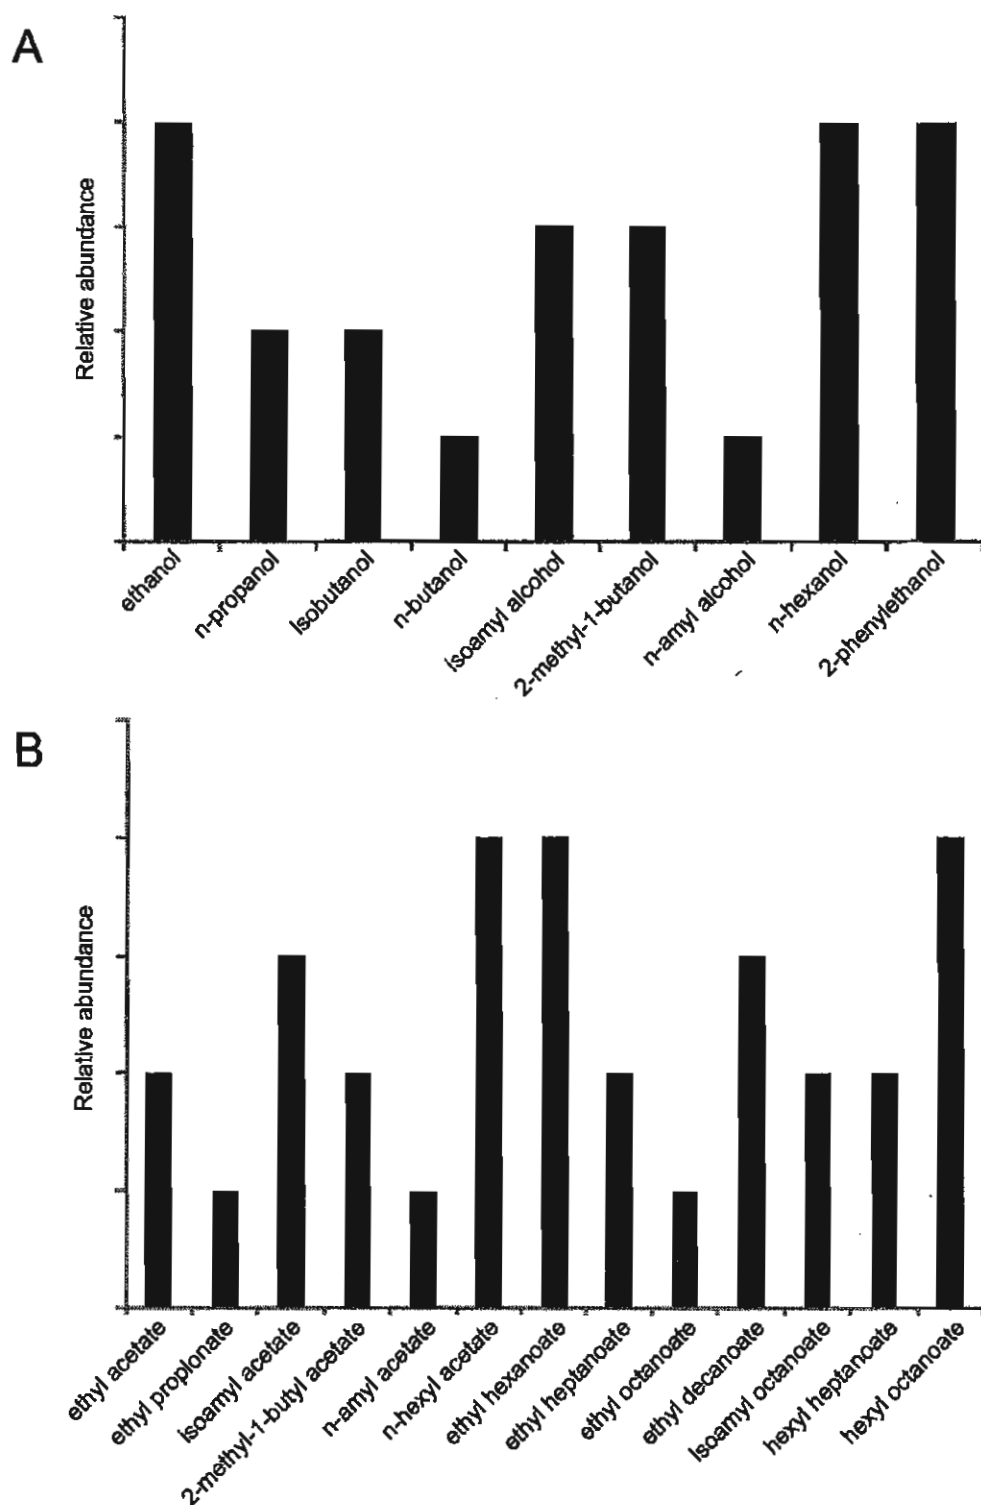 A
Relative abundance
ethanol
n-propanol
Isobutanol
n-butanol
isoamyl alcohol
2-methyl-1-butanol
n-amyl alcohol
n-hexanol
2-phenylethanol
B
Relative abundance
ethyl acetate
ethyl proplonate
isoamyl acetate
2-methyl-1-butyl acetate
n-amyl acetate
n-hexyl acetate
ethyl hexanoate
ethyl heptanoate
ethyl octanoate
ethyl decanoate
Isoamyl octanoate
hexyl heptanoate
hexyl octanoate